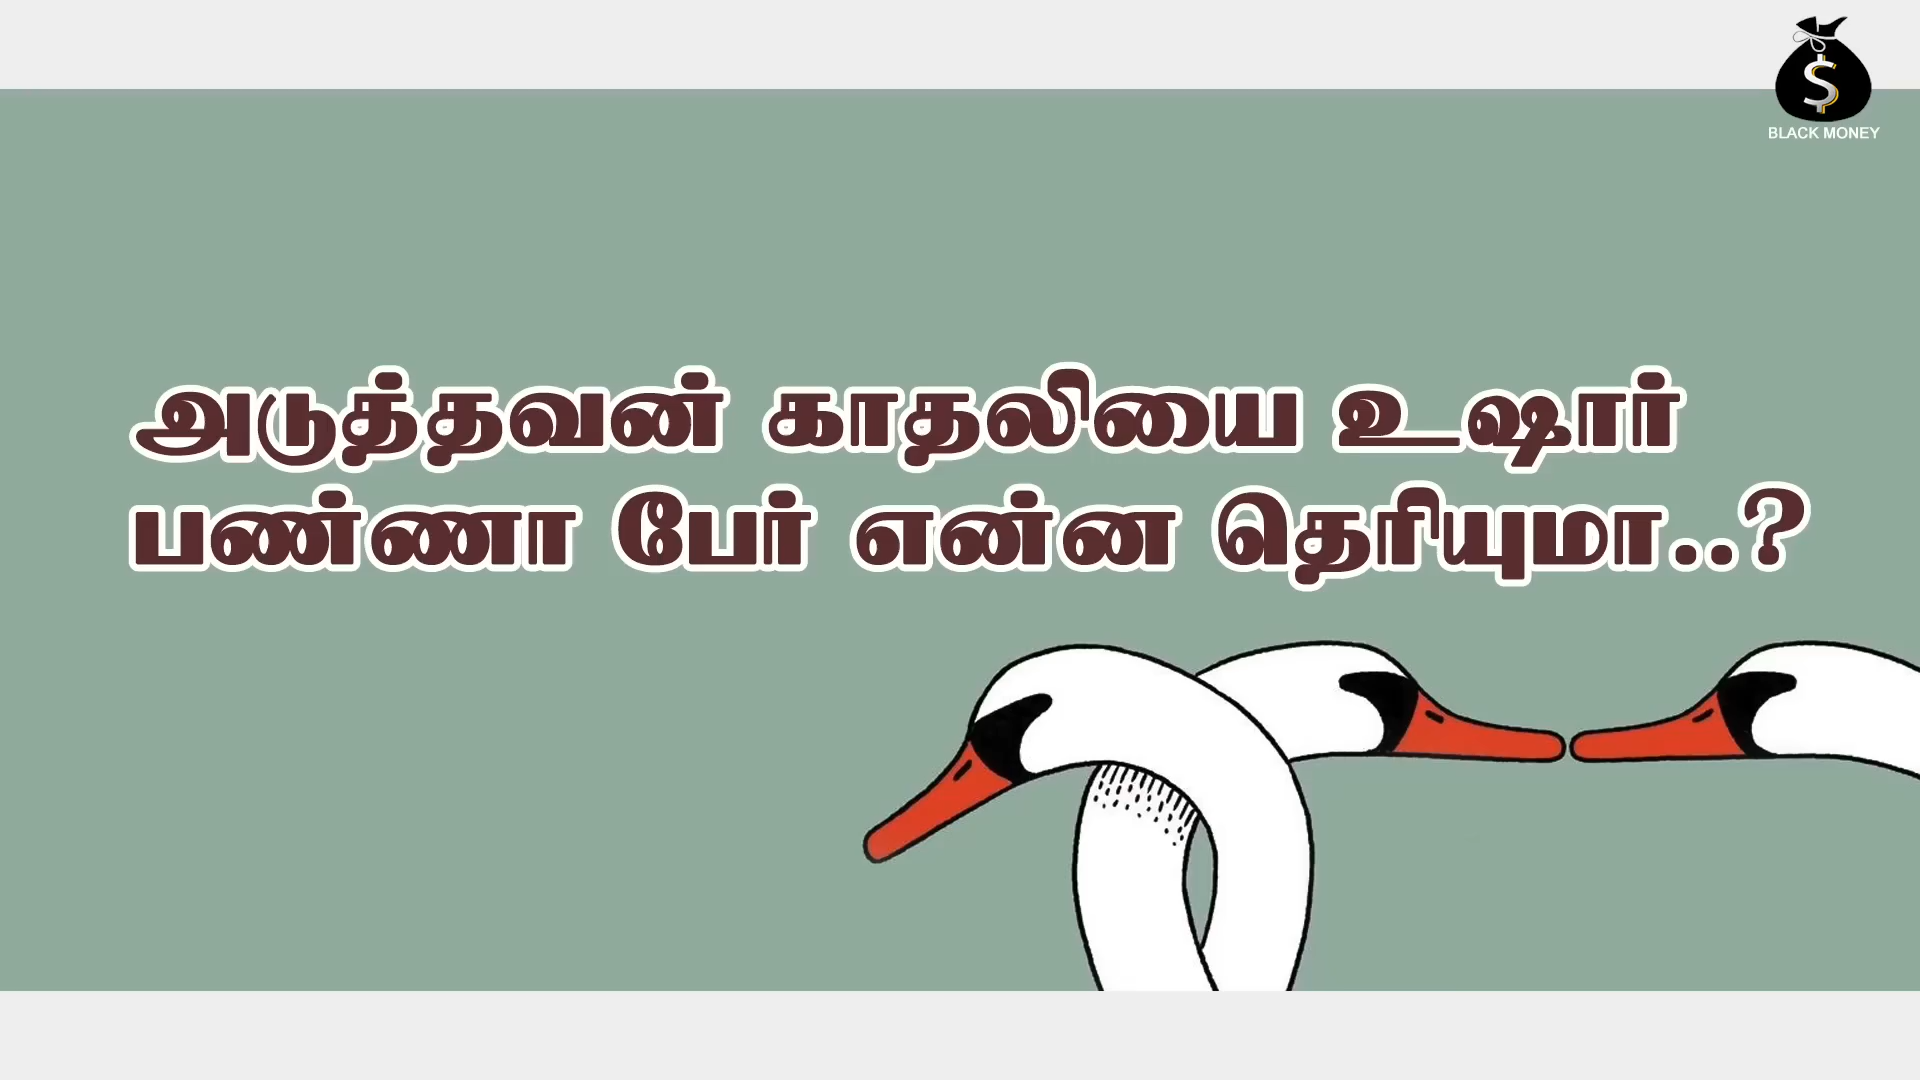 BLACK MONEY
அடுத்தவன் காதலியை உஷார்
பண்ணா பேர் என்ன தெரியுமா..?